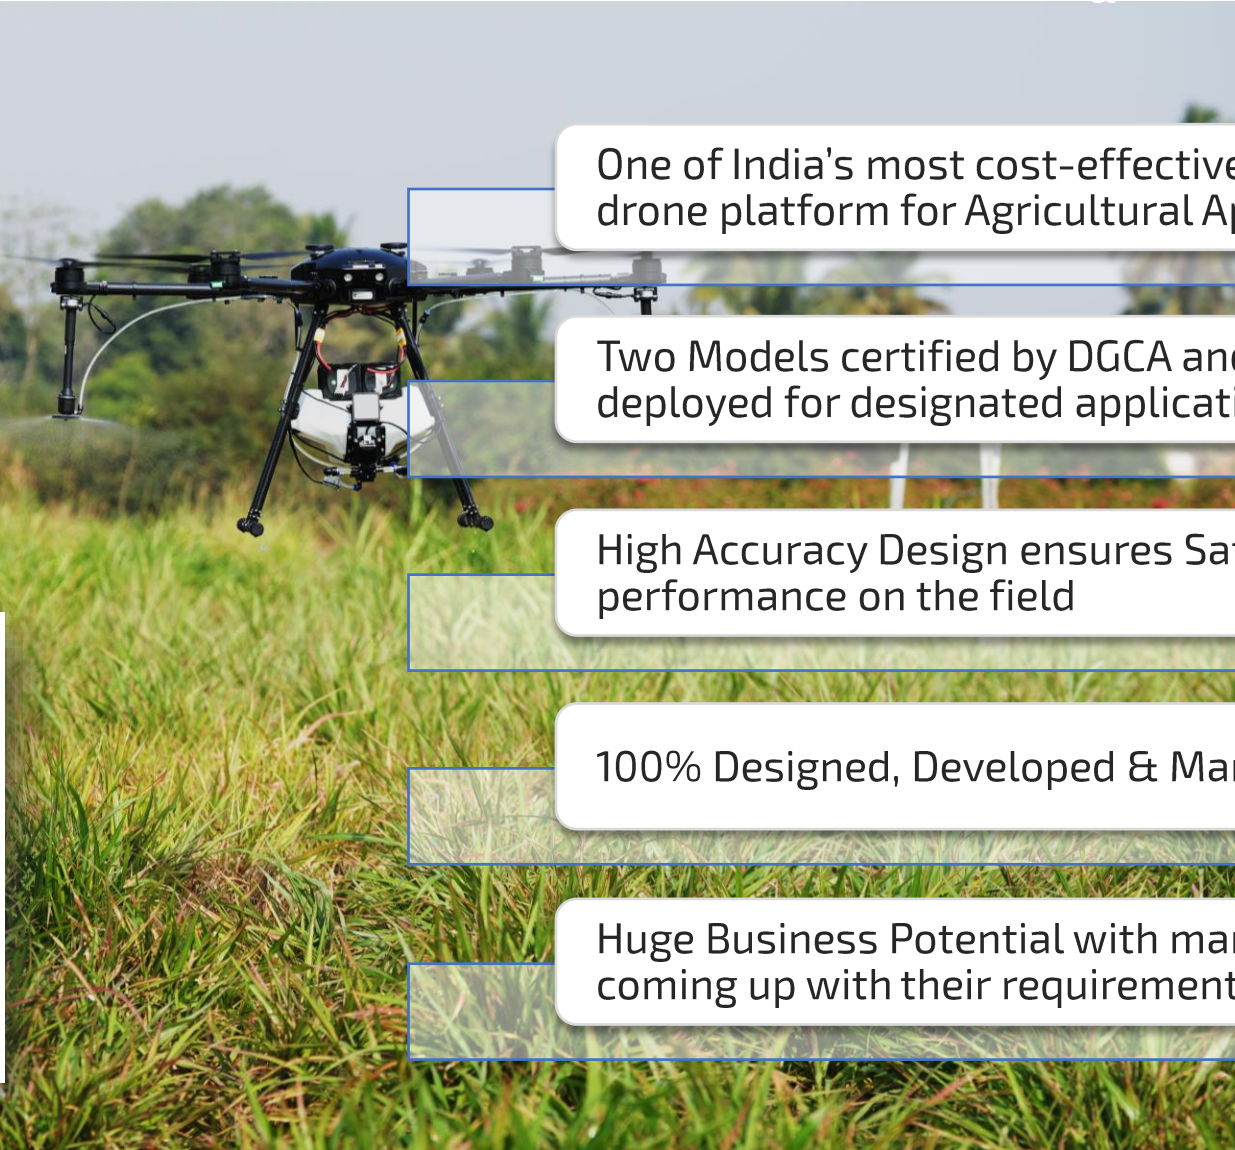 One of India’s most cost-effective
drone platform for Agricultural
Two Models certified by DGCA
deployed for designated
High Accuracy Design ensures
performance on the field
100% Designed, Developed &
Huge Business Potential with
coming up with their